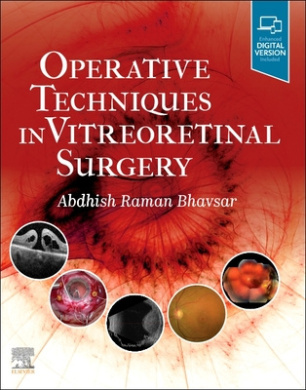 Enhanced
DIGITAL
VERSION
Included
OPERATIVE
TECHNIQUES
IN VITREORETINAL
SURGERY
Abdhish Raman Bhavsar
ELSEVIER